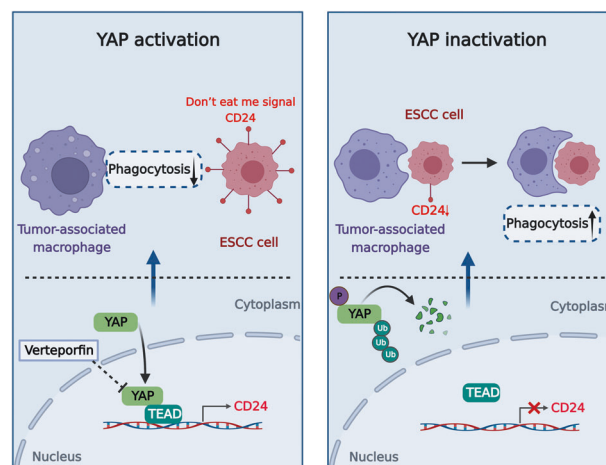 YAP activation
Don't eat me signal
CD24
Phagocytosis
Tumor-associated
macrophage
ESCC cell
Cytoplasm
YAP
Verteporfin
YAP
TEAD
CD24
Nucleus
YAP inactivation
ESCC cell
CD24↓
Tumor-associated
macrophage
Phagocytosis
P
YAP
Ub
Ub
Ub
Cytoplasm
TEAD
CD24
Nucleus